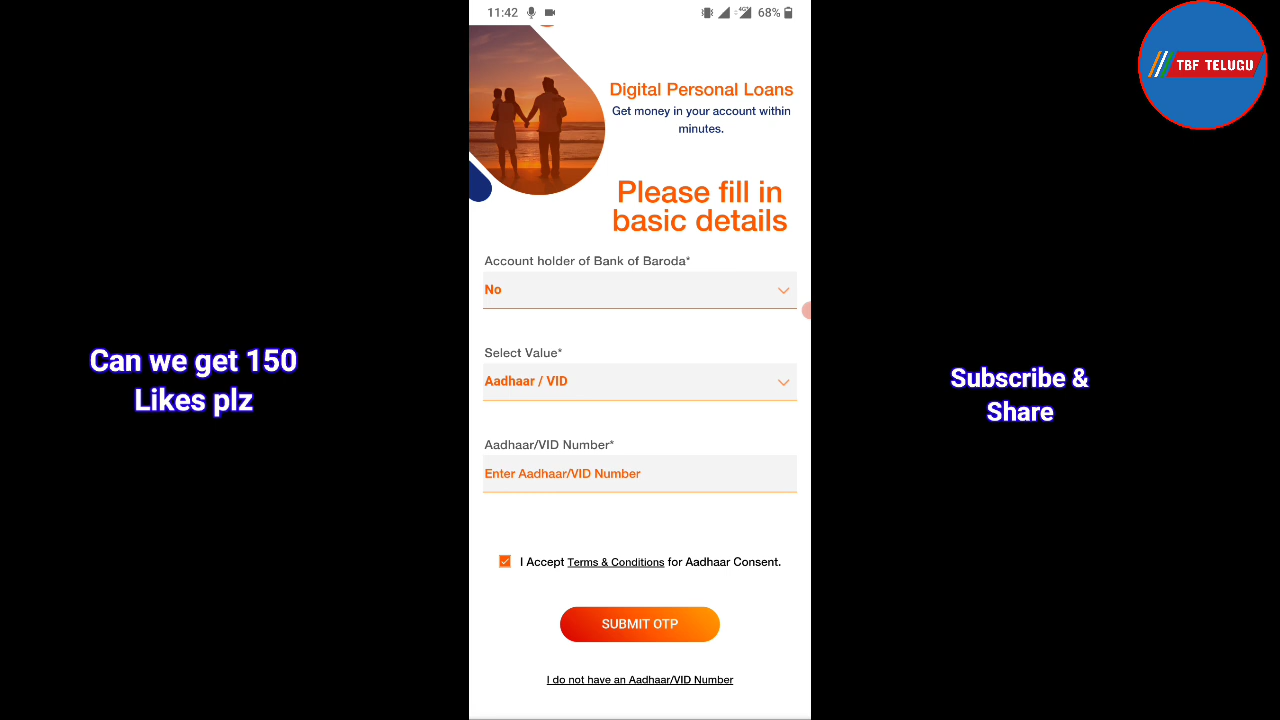 11:42
68%
TBF TELUGU
Digital Personal Loans
Get money in your account within
minutes.
Please fill in
basic details
Account holder of Bank of Baroda*
No
Select Value*
Aadhaar / VID
Aadhaar/VID Number*
Enter Aadhaar/VID Number
I Accept Terms & Conditions for Aadhaar Consent.
SUBMIT OTP
I do not have an Aadhaar/VID Number
Can we get 150
Likes plz
Subscribe &
Share